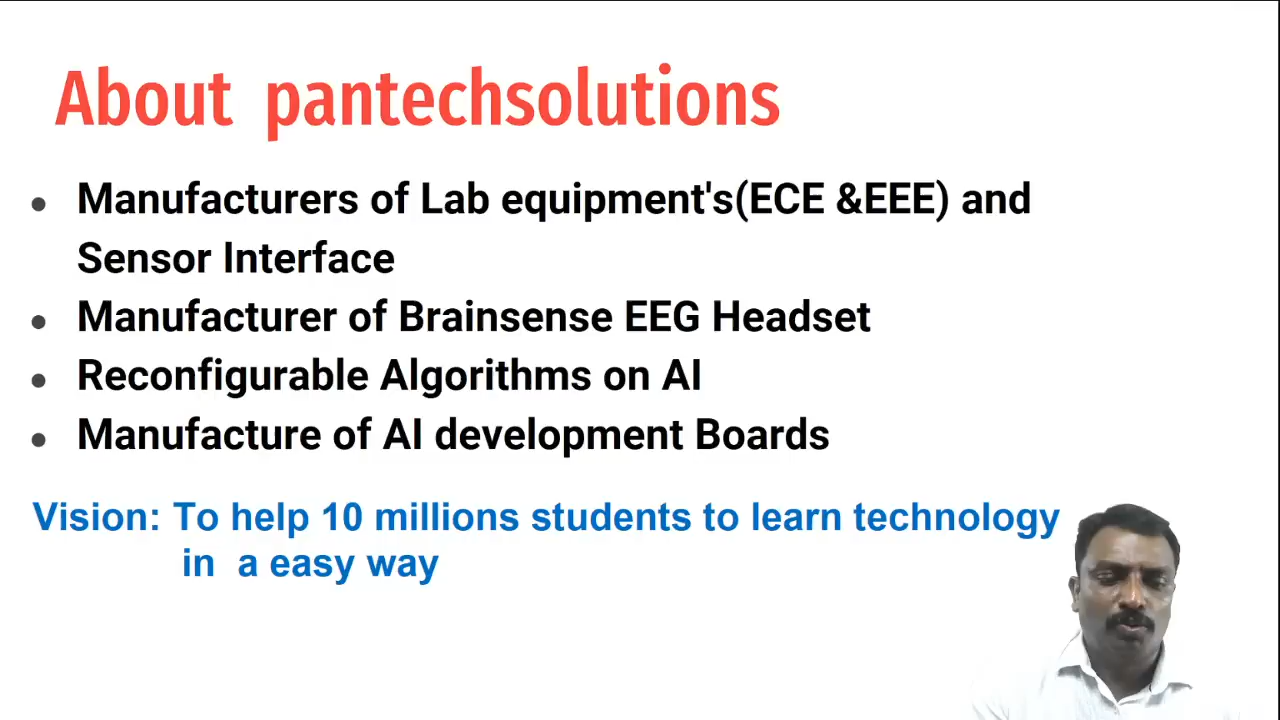 About pantechsolutions
Manufacturers of Lab equipment's(ECE &EEE) and
Sensor Interface
Manufacturer of Brainsense EEG Headset
Reconfigurable Algorithms on AI
Manufacture of AI development Boards
Vision: To help 10 millions students to learn technology
in a easy way